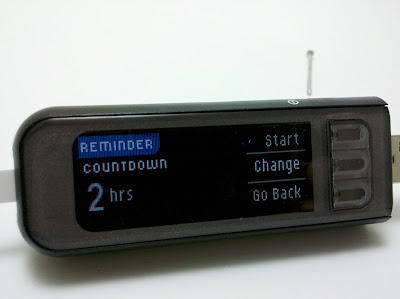 REMINDER
COUNTDOWN
2 hrs
Start
Change
Go Back